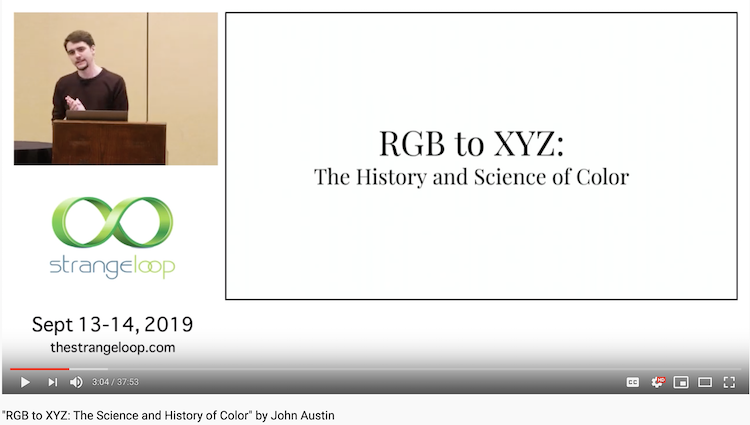 RGB to XYZ:
The History and Science of Color
strangeloop
Sept 13-14, 2019
thestrangeloop.com
3:04 / 37:53
CC
HD
"RGB to XYZ: The Science and History of Color" by John Austin